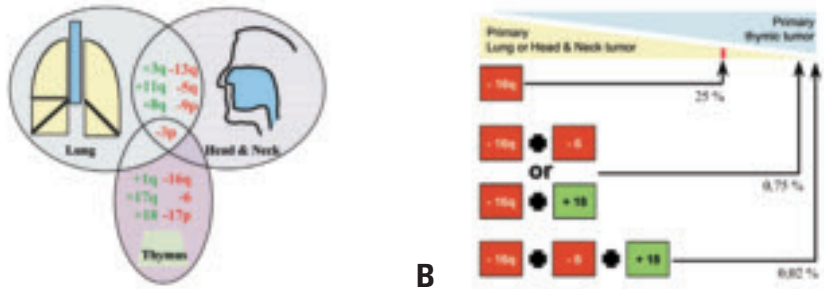 +3q -13q
+11q -5q
+8q -9p
-3p
Lung
Head & Neck
+1q -16q
+17q -6
+18 -17p
Thymus
B
Primary
thymic tumor
Primary
Lung or Head & Neck tumor
- 16q
25 %
- 16q - 6
or
0,75 %
- 16q + 18
- 16q - 6 + 18
0,02 %